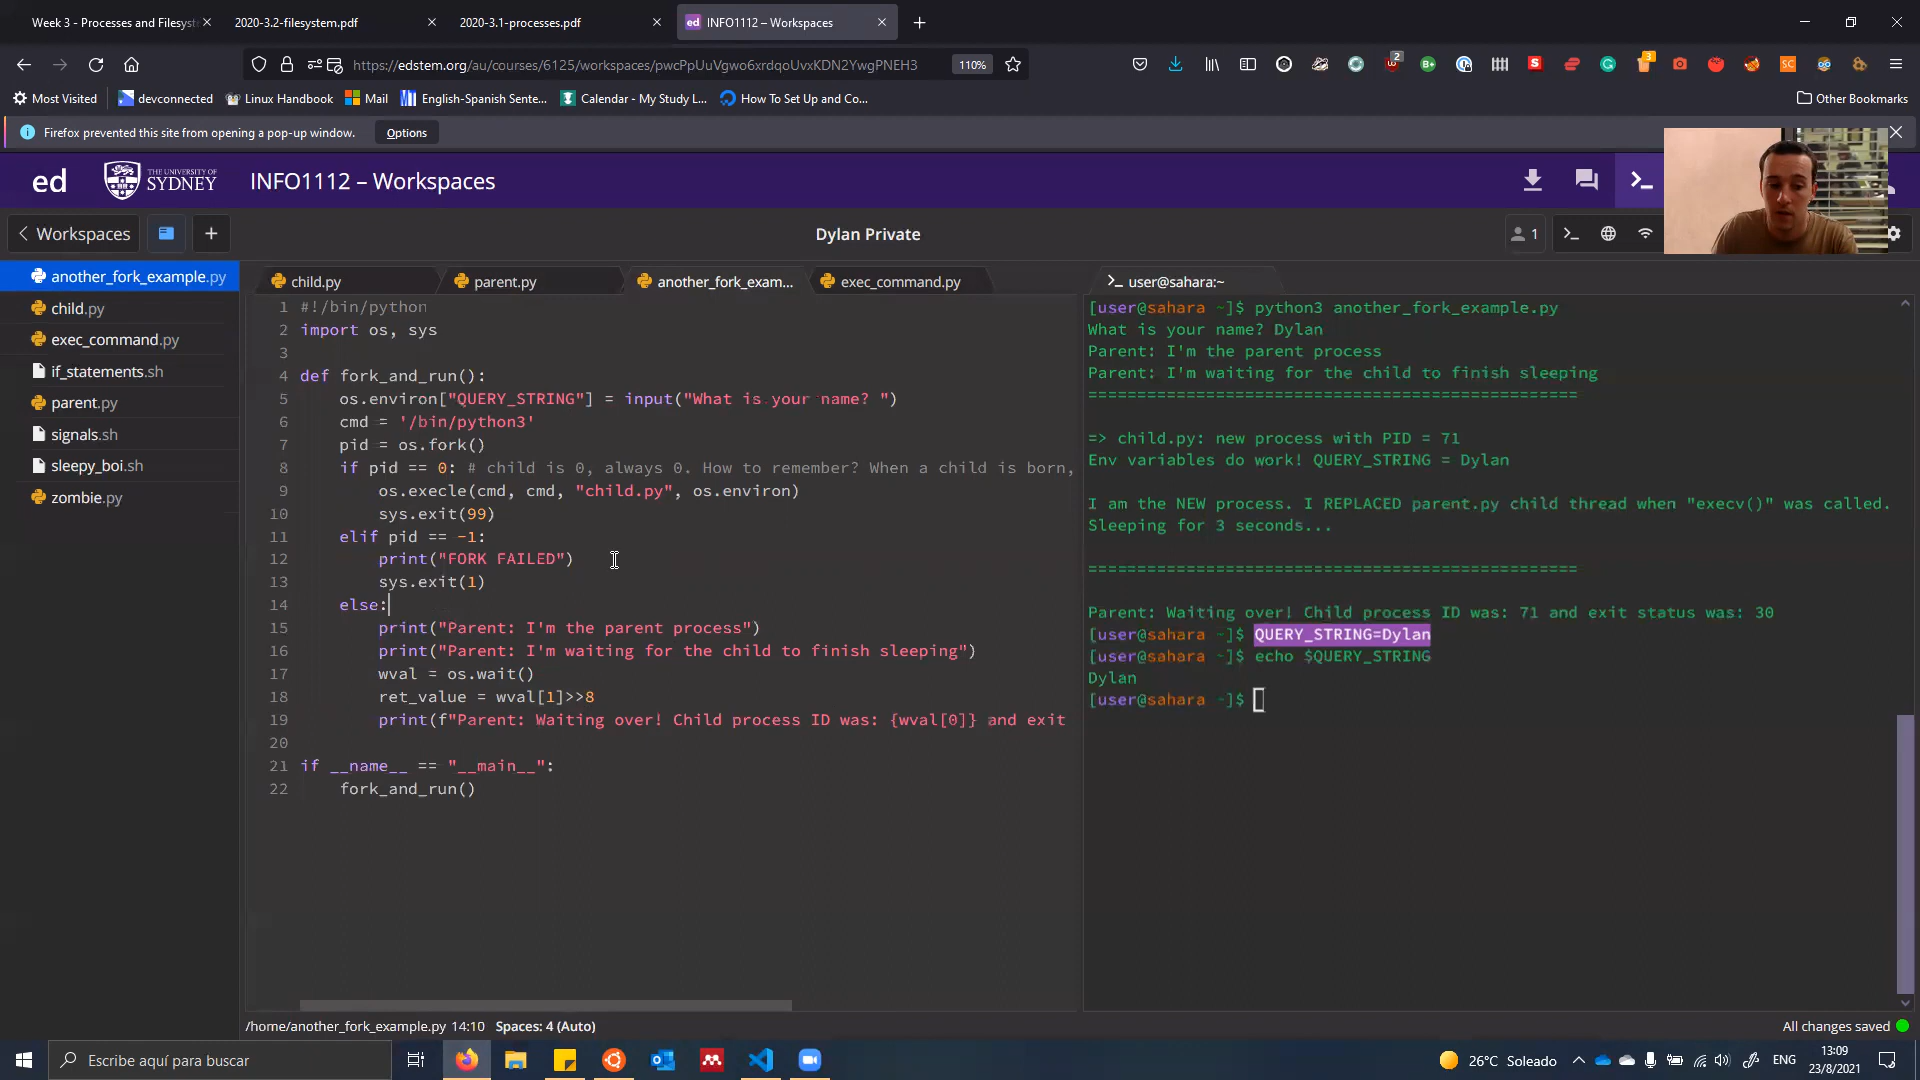 Week 3 - Processes and Filesyst
2020-3.2-filesystem.pdf
2020-3.1-processes.pdf
ed INFO1112 – Workspaces
https://edstem.org/au/courses/6125/workspaces/pwcPpUuVgwo6xrdqoUvxKDN2YwgPNEH3
110%
Most Visited
devconnected
Linux Handbook
Mail
English-Spanish Sente...
Calendar - My Study L...
How To Set Up and Co...
Other Bookmarks
Firefox prevented this site from opening a pop-up window.
Options
ed
THE UNIVERSITY OF
SYDNEY
INFO1112 – Workspaces
Workspaces
Dylan Private
1
another_fork_example.py
child.py
exec_command.py
if_statements.sh
parent.py
signals.sh
sleepy_boi.sh
zombie.py
child.py
parent.py
another_fork_exam...
exec_command.py
1 #!/bin/python
2 import os, sys
3
4 def fork_and_run():
5 os.environ["QUERY_STRING"] = input("What is your name? ")
6 cmd = '/bin/python3'
7 pid = os.fork()
8 if pid == 0: # child is 0, always 0. How to remember? When a child is born,
9 os.execle(cmd, cmd, "child.py", os.environ)
10 sys.exit(99)
11 elif pid == -1:
12 print("FORK FAILED")
13 sys.exit(1)
14 else:
15 print("Parent: I'm the parent process")
16 print("Parent: I'm waiting for the child to finish sleeping")
17 wval = os.wait()
18 ret_value = wval[1]>>8
19 print(f"Parent: Waiting over! Child process ID was: {wval[0]} and exit
20
21 if __name__ == "__main__":
22 fork_and_run()
user@sahara:~
[user@sahara ~]$ python3 another_fork_example.py
What is your name? Dylan
Parent: I'm the parent process
Parent: I'm waiting for the child to finish sleeping
==================================================
=> child.py: new process with PID = 71
Env variables do work! QUERY_STRING = Dylan
I am the NEW process. I REPLACED parent.py child thread when "execv()" was called.
Sleeping for 3 seconds...
==================================================
Parent: Waiting over! Child process ID was: 71 and exit status was: 30
[user@sahara ~]$ QUERY_STRING=Dylan
[user@sahara ~]$ echo $QUERY_STRING
Dylan
[user@sahara ~]$
/home/another_fork_example.py 14:10 Spaces: 4 (Auto)
All changes saved
Escribe aquí para buscar
26°C Soleado
ENG
13:09
23/8/2021